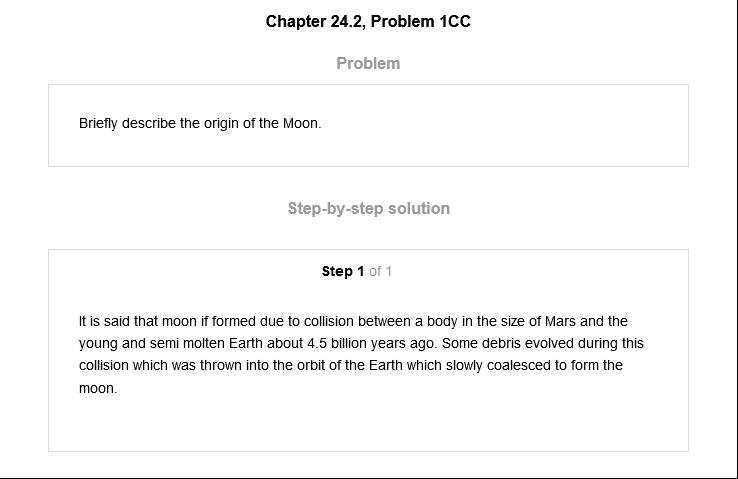 Chapter 24.2, Problem 1CC
Problem
Briefly describe the origin of the Moon.
Step-by-step solution
Step 1 of 1
It is said that moon if formed due to collision between a body in the size of Mars and the
young and semi molten Earth about 4.5 billion years ago. Some debris evolved during this
collision which was thrown into the orbit of the Earth which slowly coalesced to form the
moon.